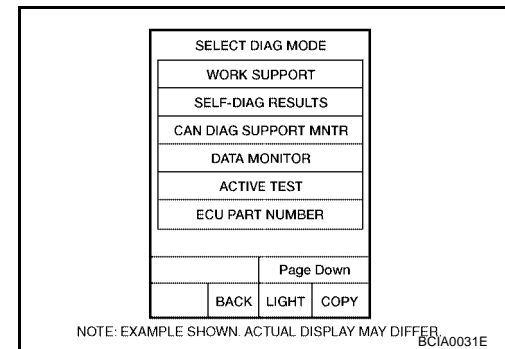 SELECT DIAG MODE
WORK SUPPORT
SELF-DIAG RESULTS
CAN DIAG SUPPORT MNTR
DATA MONITOR
ACTIVE TEST
ECU PART NUMBER
Page Down
BACK LIGHT COPY
NOTE: EXAMPLE SHOWN. ACTUAL DISPLAY MAY DIFFER.
BCIA0031E